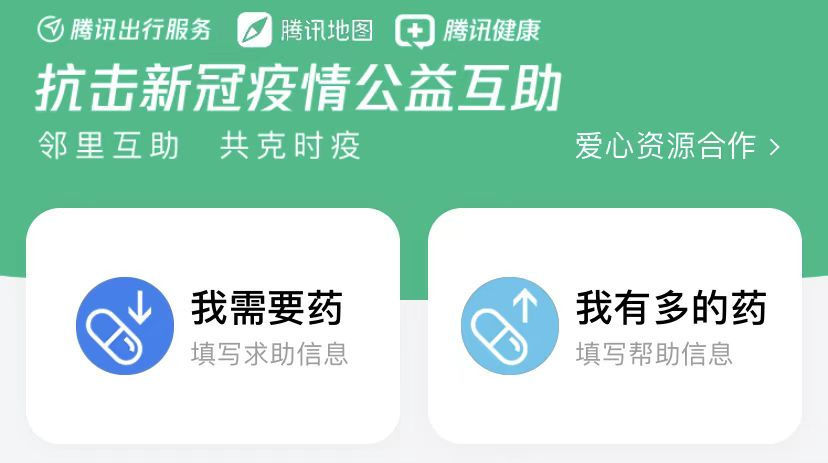 腾讯出行服务 腾讯地图 腾讯健康
抗击新冠疫情公益互助
邻里互助 共克时疫
爱心资源合作 >
我需要药
填写求助信息
我有多的药
填写帮助信息